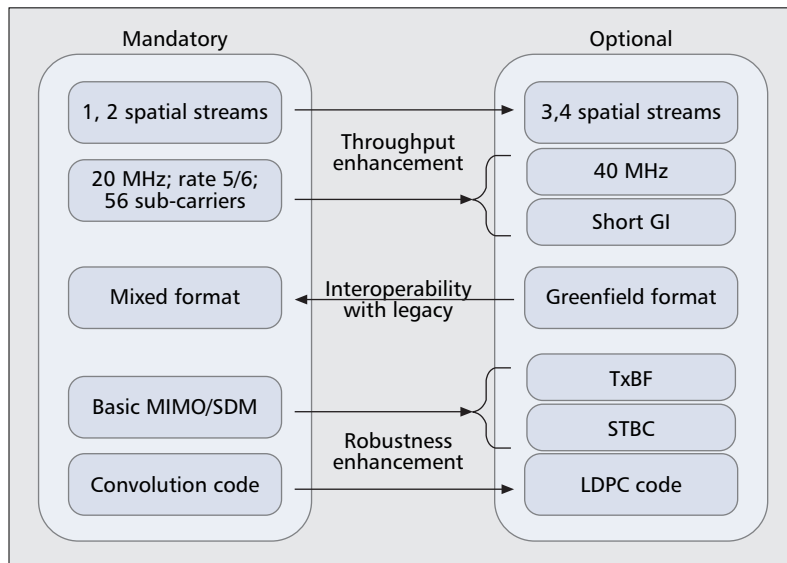 Mandatory
Optional
1, 2 spatial streams
3,4 spatial streams
Throughput
enhancement
20 MHz; rate 5/6;
56 sub-carriers
40 MHz
Short GI
Mixed format
Interoperability
with legacy
Greenfield format
Basic MIMO/SDM
TxBF
STBC
Robustness
enhancement
Convolution code
LDPC code